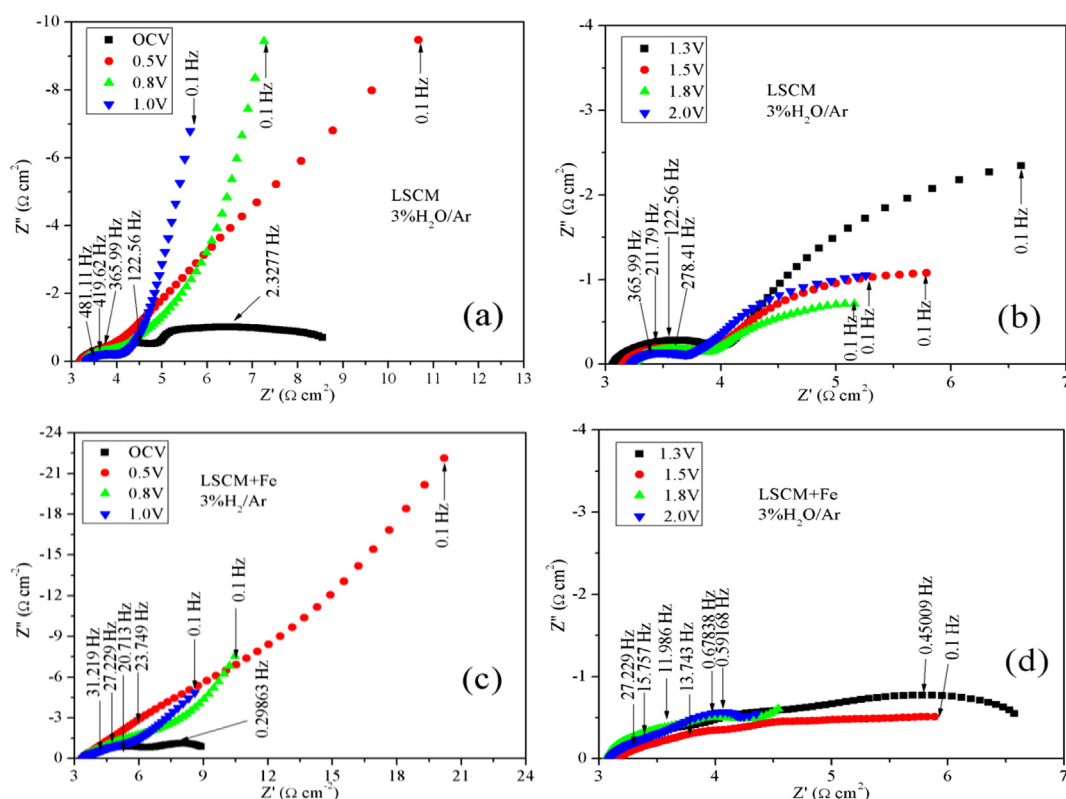 -10
-8
-6
-4
-2
0
Z" (Ω cm²)
OCV
0.5V
0.8V
1.0V
0.1 Hz
0.1 Hz
0.1 Hz
LSCM
3%H₂O/Ar
481.11 Hz
419.62 Hz
365.99 Hz
122.56 Hz
2.3277 Hz
(a)
3 4 5 6 7 8 9 10 11 12 13
Z' (Ω cm²)
-4
-3
-2
-1
0
Z" (Ω cm²)
1.3V
1.5V
1.8V
2.0V
LSCM
3%H₂O/Ar
365.99 Hz
211.79 Hz
122.56 Hz
278.41 Hz
0.1 Hz
0.1 Hz
0.1 Hz
0.1 Hz
(b)
3 4 5 6 7
Z' (Ω cm²)
-24
-21
-18
-15
-12
-9
-6
-3
0
Z" (Ω cm⁻²)
OCV
0.5V
0.8V
1.0V
LSCM+Fe
3%H₂/Ar
0.1 Hz
31.219 Hz
27.229 Hz
20.713 Hz
23.749 Hz
0.1 Hz
0.1 Hz
0.29863 Hz
(c)
3 6 9 12 15 18 21 24
Z' (Ω cm⁻²)
-4
-3
-2
-1
0
Z" (Ω cm²)
1.3V
1.5V
1.8V
2.0V
LSCM+Fe
3%H₂O/Ar
27.229 Hz
15.757 Hz
11.986 Hz
13.743 Hz
0.67838 Hz
0.59168 Hz
0.45009 Hz
0.1 Hz
(d)
3 4 5 6 7
Z' (Ω cm²)